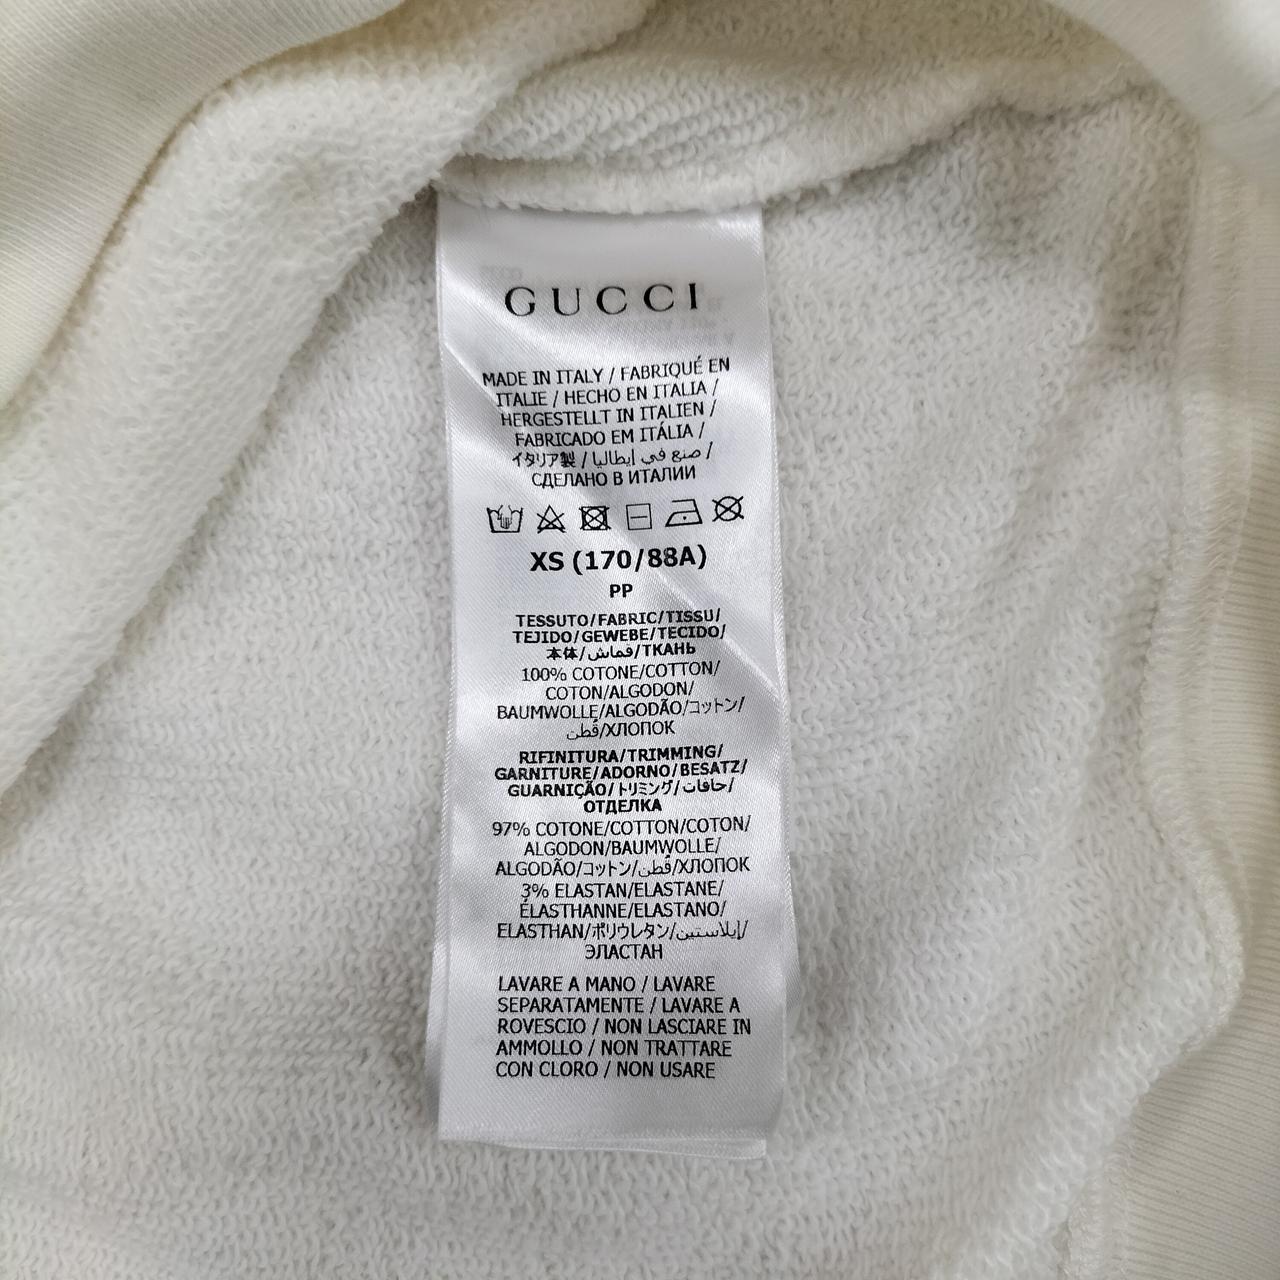 GUCCI
MADE IN ITALY / FABRIQUÉ EN
ITALIE / HECHO EN ITALIA /
HERGESTELLT IN ITALIEN /
FABRICADO EM ITÁLIA /
イタリア製 / صنع في إيطاليا /
СДЕЛАНО В ИТАЛИИ
XS (170/88A)
PP
TESSUTO/FABRIC/TISSU/
TEJIDO/GEWEBE/TECIDO/
本体/قماش/ТКАНЬ
100% COTONE/COTTON/
COTON/ALGODON/
BAUMWOLLE/ALGODÃO/コットン/
قُطن/ХЛОПОК
RIFINITURA/TRIMMING/
GARNITURE/ADORNO/BESATZ/
GUARNIÇÃO/トリミング/حافات/
ОТДЕЛКА
97% COTONE/COTTON/COTON/
ALGODON/BAUMWOLLE/
ALGODÃO/コットン/قُطن/ХЛОПОК
3% ELASTAN/ELASTANE/
ÉLASTHANNE/ELASTANO/
ELASTHAN/ポリウレタン/إيلاستين/
ЭЛАСТАН
LAVARE A MANO / LAVARE
SEPARATAMENTE / LAVARE A
ROVESCIO / NON LASCIARE IN
AMMOLLO / NON TRATTARE
CON CLORO / NON USARE